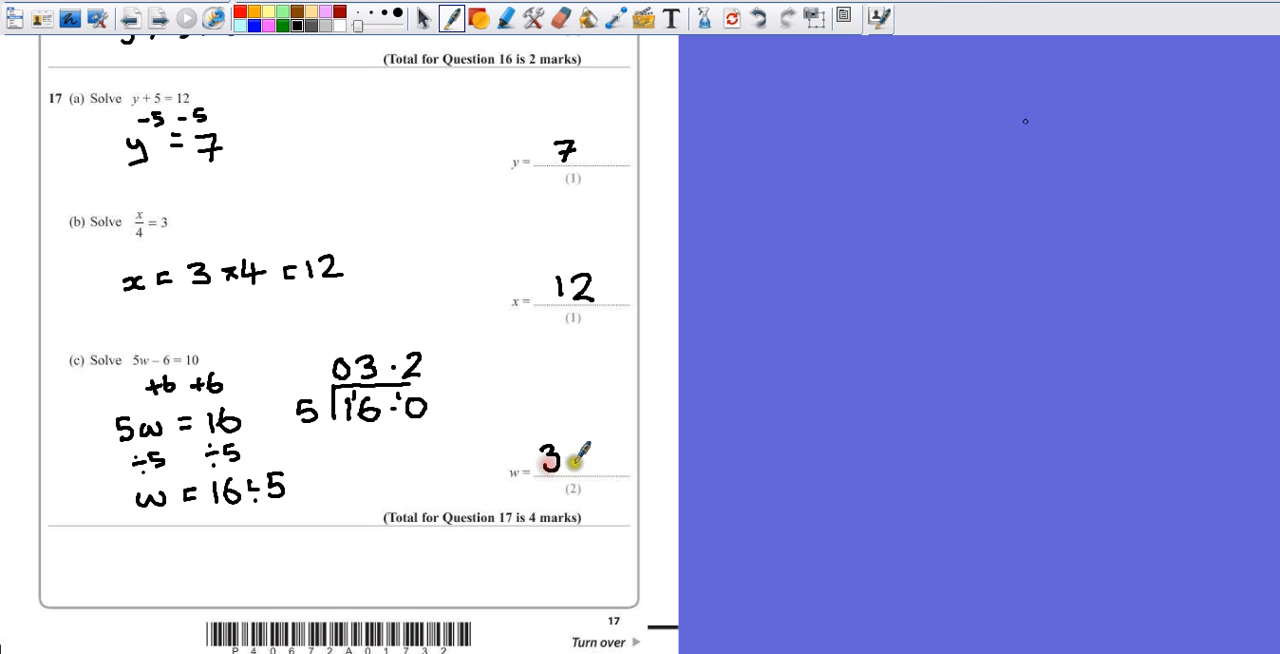 (Total for Question 16 is 2 marks)
17 (a) Solve y + 5 = 12
-5 -5
y = 7
y = 7
(1)
(b) Solve x/4 = 3
x = 3 × 4 = 12
x = 12
(1)
(c) Solve 5w – 6 = 10
+6 +6
5w = 16
÷5 ÷5
w = 16÷5
03.2
5 16.0
w = 3
(2)
(Total for Question 17 is 4 marks)
17
P 4 0 6 7 2 A 0 1 7 3 2
Turn over